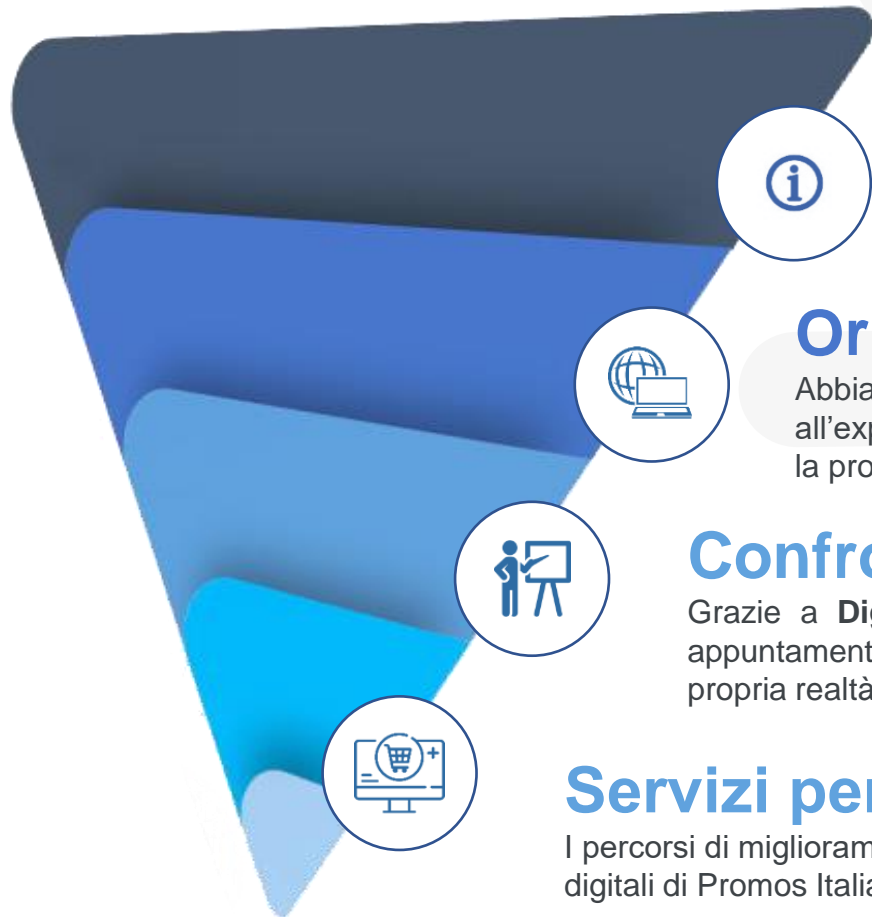 Or
Abbia
all’exp
la pro
Confro
Grazie a Dig
appuntament
propria realtà
Servizi per
I percorsi di miglioram
digitali di Promos Italia